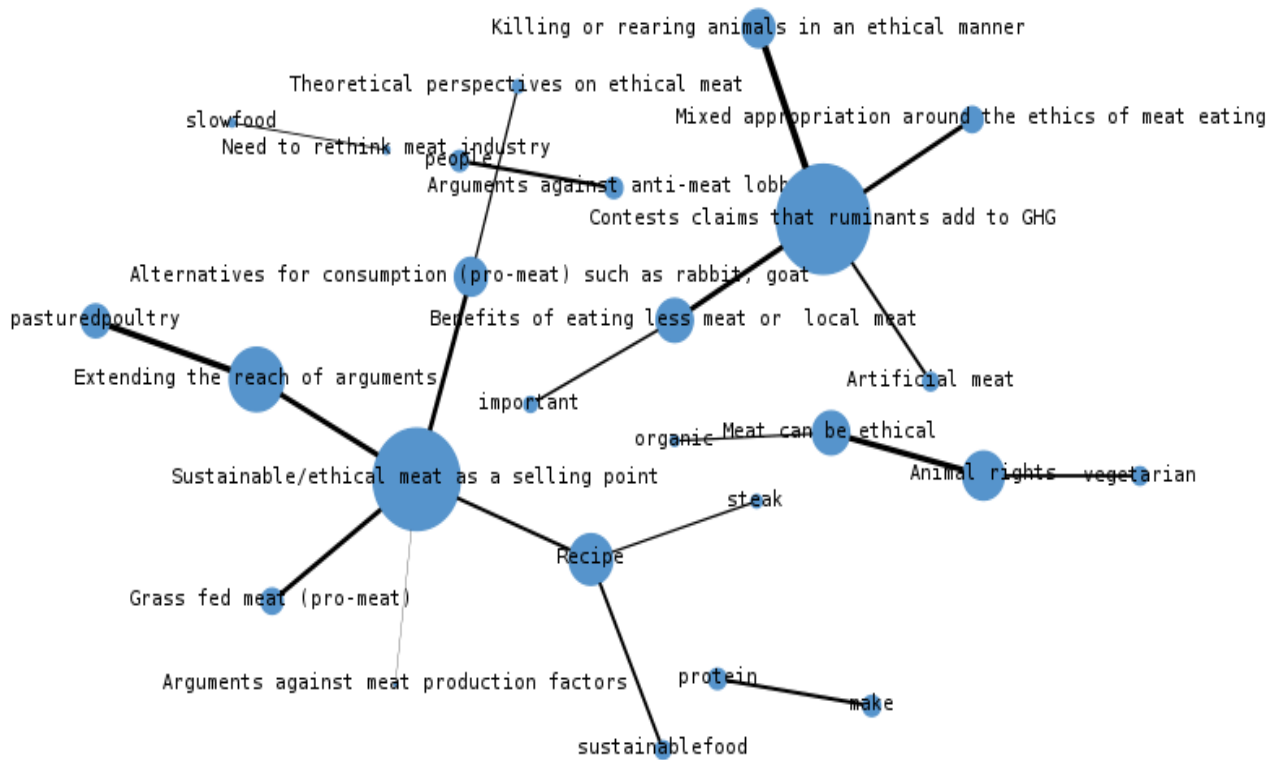 Killing or rearing animals in an ethical manner
Theoretical perspectives on ethical meat
slowfood
Mixed appropriation around the ethics of meat eating
Need to rethink meat industry
people
Arguments against anti-meat lobb
Contests claims that ruminants add to GHG
Alternatives for consumption (pro-meat) such as rabbit, goat
pasturedpoultry
Benefits of eating less meat or local meat
Extending the reach of arguments
Artificial meat
important
organic
Meat can be ethical
Sustainable/ethical meat as a selling point
Animal rights
vegetarian
steak
Recipe
Grass fed meat (pro-meat)
Arguments against meat production factors
protein
make
sustainablefood